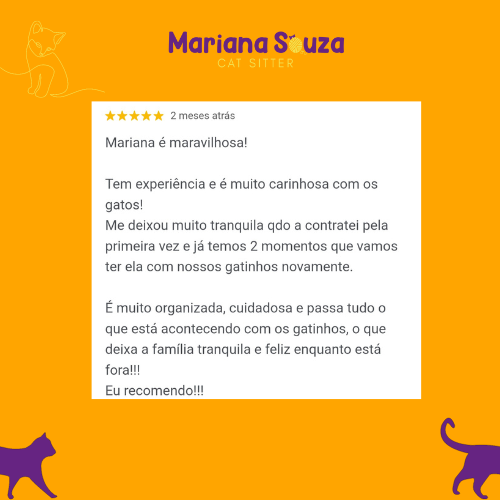 Mariana Souza
CAT SITTER
★★★★★ 2 meses atrás
Mariana é maravilhosa!
Tem experiência e é muito carinhosa com os
gatos!
Me deixou muito tranquila qdo a contratei pela
primeira vez e já temos 2 momentos que vamos
ter ela com nossos gatinhos novamente.
É muito organizada, cuidadosa e passa tudo o
que está acontecendo com os gatinhos, o que
deixa a família tranquila e feliz enquanto está
fora!!!
Eu recomendo!!!